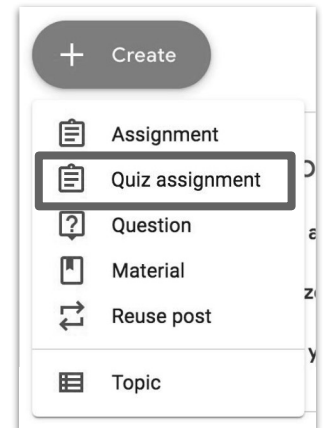 Create
Assignment
Quiz assignment
Question
Material
Reuse post
Topic